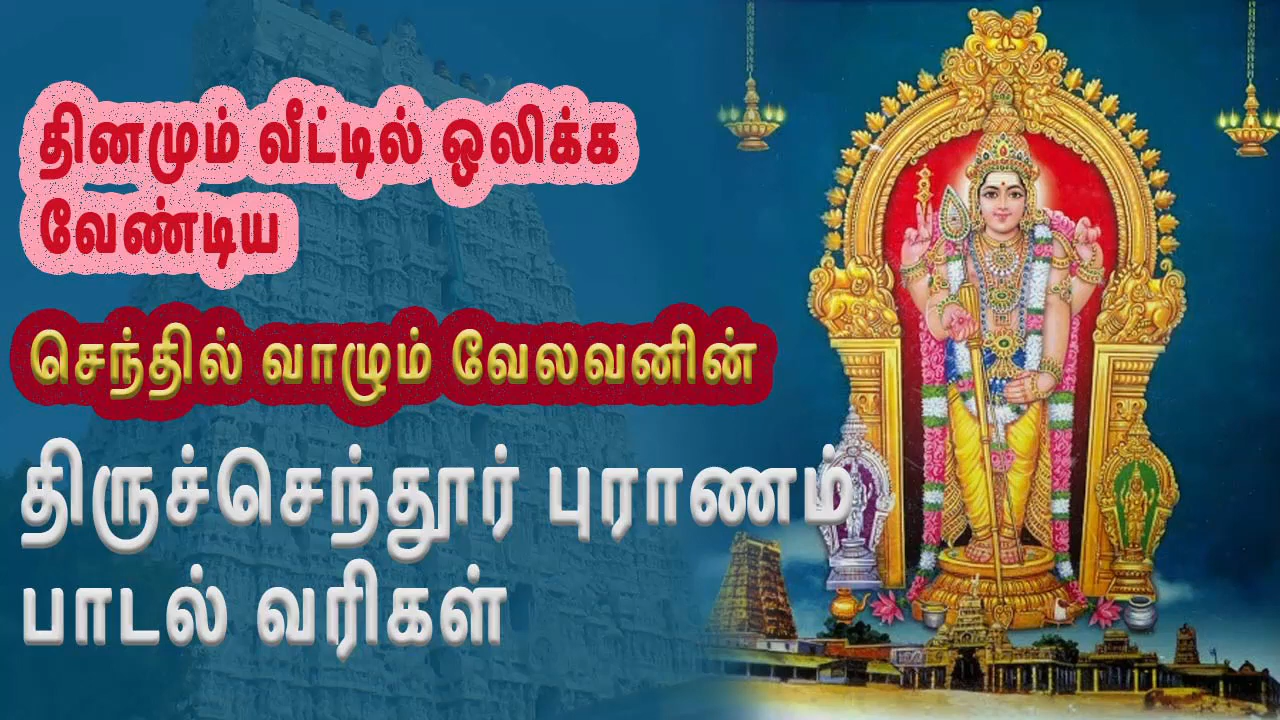 தினமும் வீட்டில் ஒலிக்க
வேண்டிய
செந்தில் வாழும் வேலவனின்
திருச்செந்தூர் புராணம்
பாடல் வரிகள்